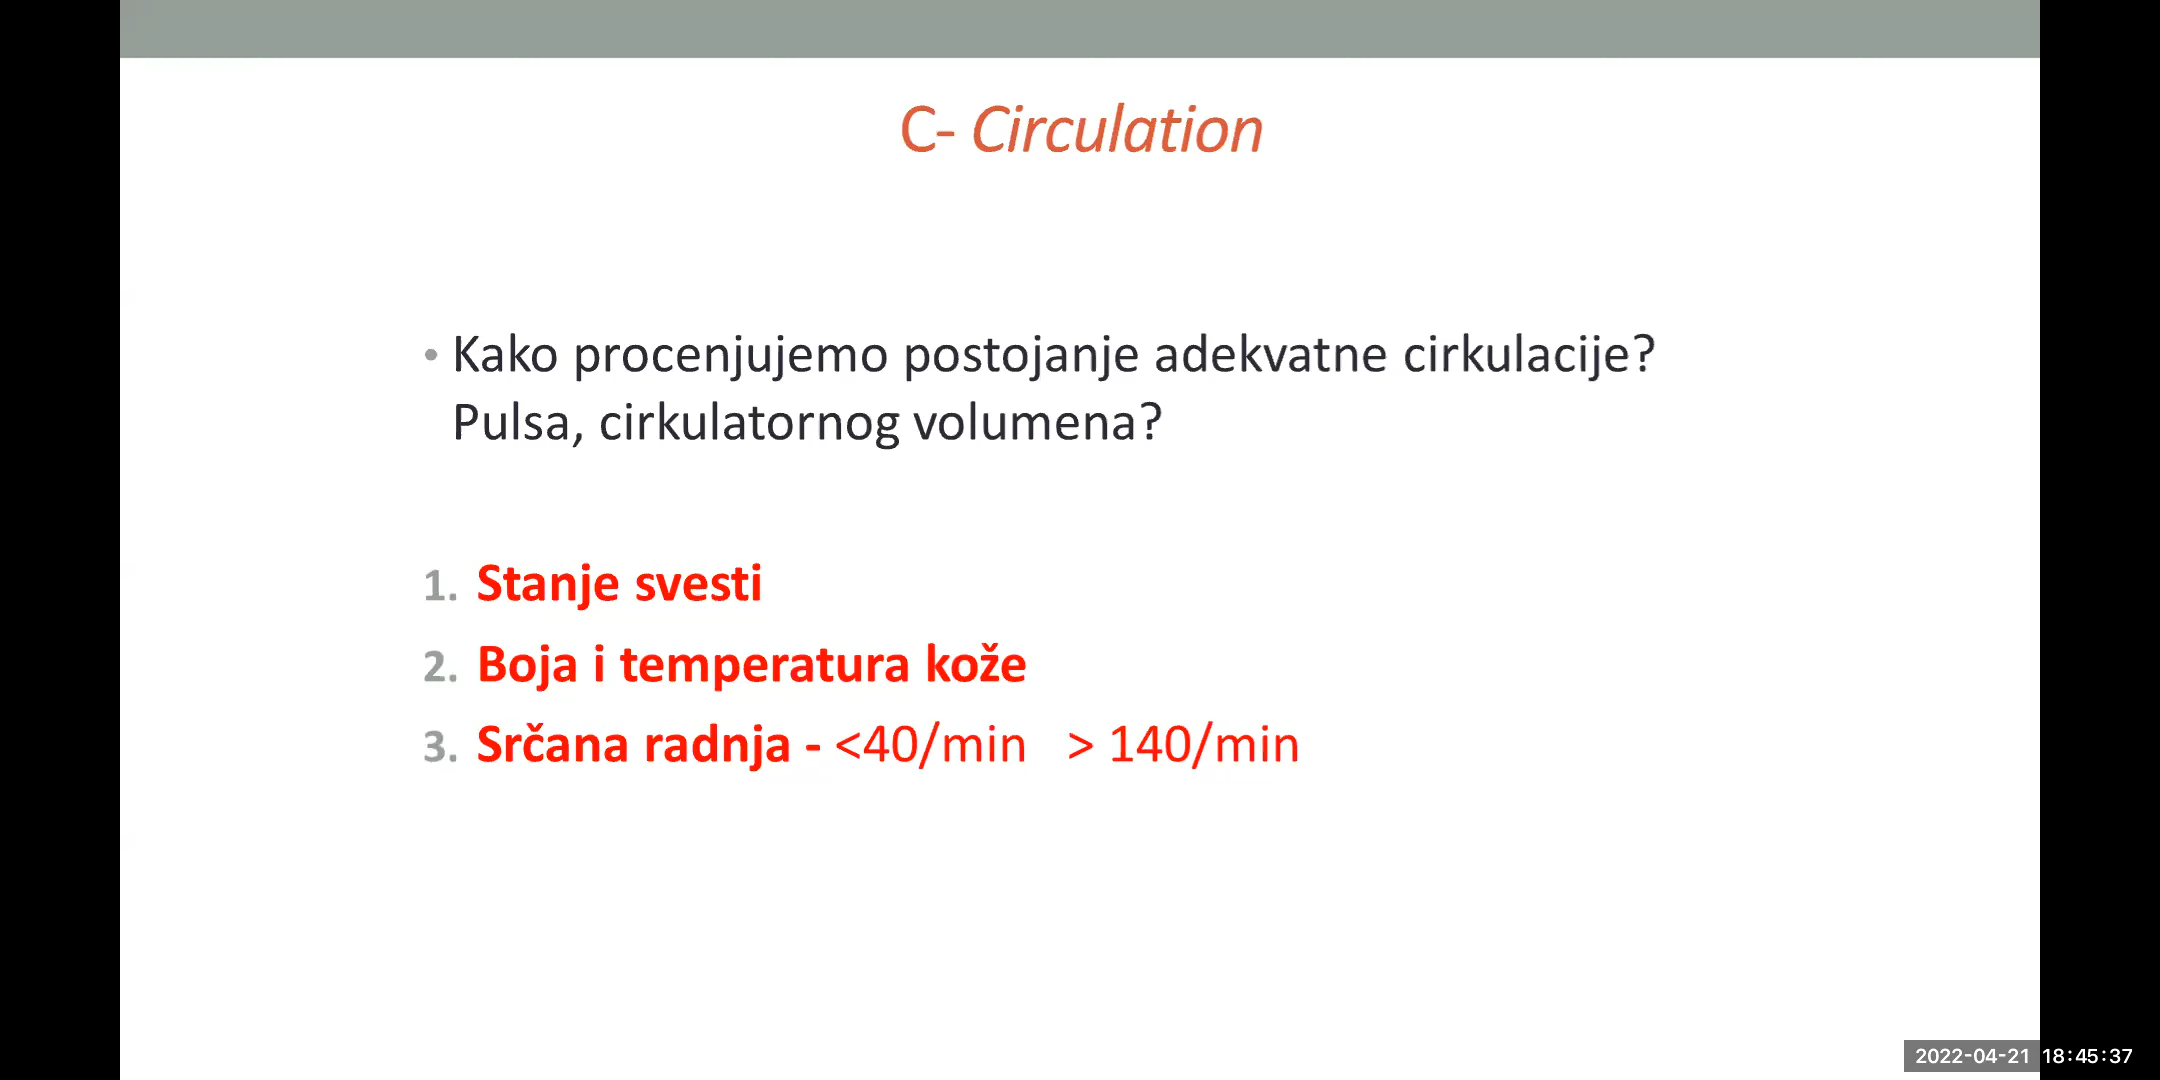 C- Circulation
• Kako procenjujemo postojanje adekvatne cirkulacije?
Pulsa, cirkulatornog volumena?
1. Stanje svesti
2. Boja i temperatura kože
3. Srčana radnja - <40/min > 140/min
2022-04-21 18:45:37